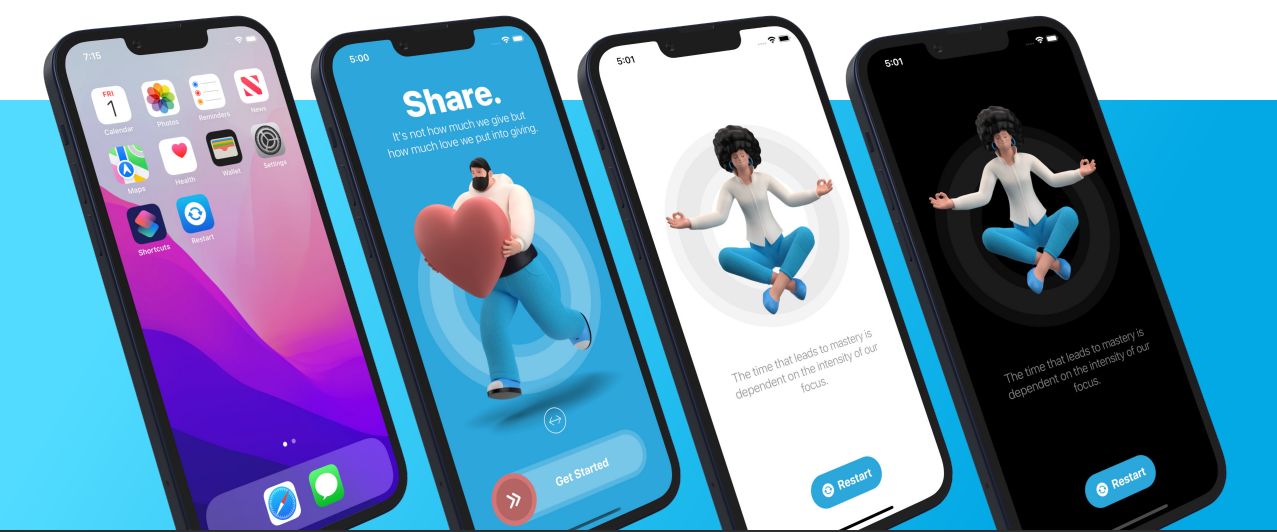 7:15
FRI
1
Calendar
Photos
Reminders
News
Maps
Health
Wallet
Settings
Shortcuts
Restart
5:00
Share.
It's not how much we give but
how much love we put into giving.
Get Started
5:01
The time that leads to mastery is
dependent on the intensity of our
focus.
Restart
5:01
The time that leads to mastery is
dependent on the intensity of our
focus.
Restart